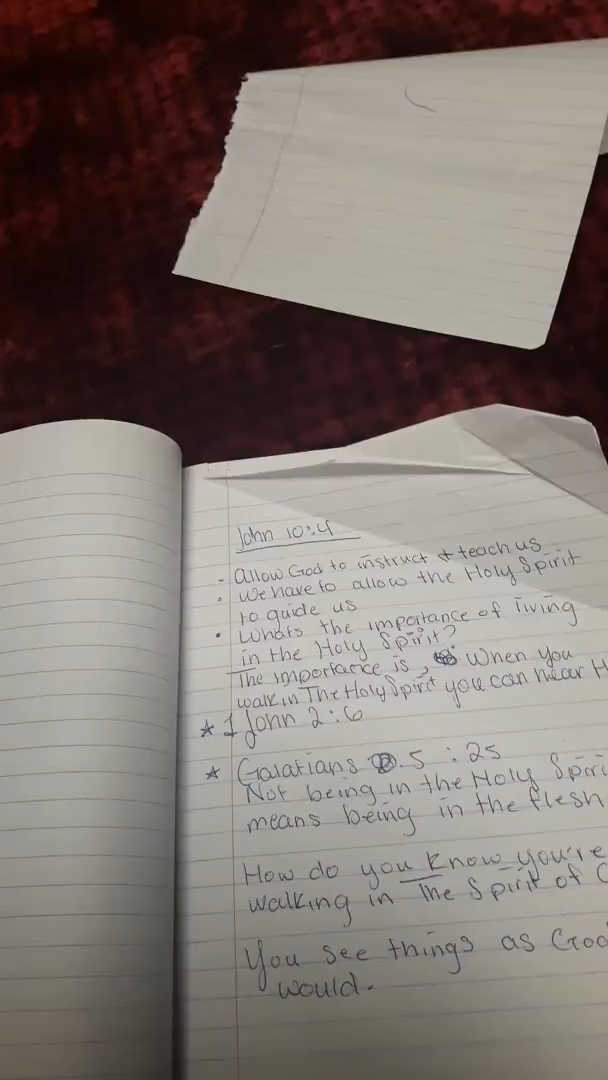 John 10:4
- Allow God to instruct & teach us
• We have to allow the Holy Spirit
to guide us
• Whats the importance of living
in the Holy Spirit?
The importance is, When you
walk in The Holy Spirit you can hear H
* 1 John 2:6
* Galatians 5:25
Not being in the Holy Spiri
means being in the flesh
How do you know you're
walking in The Spirit of G
You see things as God
would.